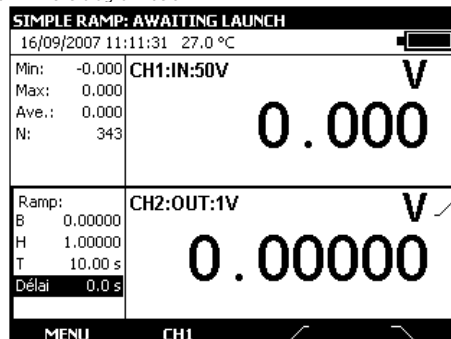 SIMPLE RAMP: AWAITING LAUNCH
16/09/2007 11:11:31 27.0 °C
Min: -0.000
Max: 0.000
Ave.: 0.000
N: 343
CH1:IN:50V
V
0.000
Ramp:
B 0.00000
H 1.00000
T 10.00 s
Délai 0.0 s
CH2:OUT:1V
V
0.00000
MENU CH1